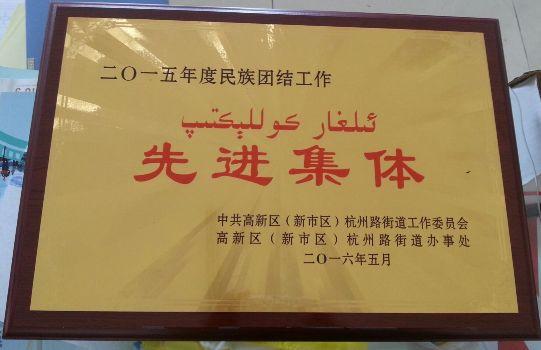 二〇一五年度民族团结工作
ئىلغار كوللېكتىپ
先进集体
中共高新区（新市区）杭州路街道工作委员会
高新区（新市区）杭州路街道办事处
二〇一六年五月